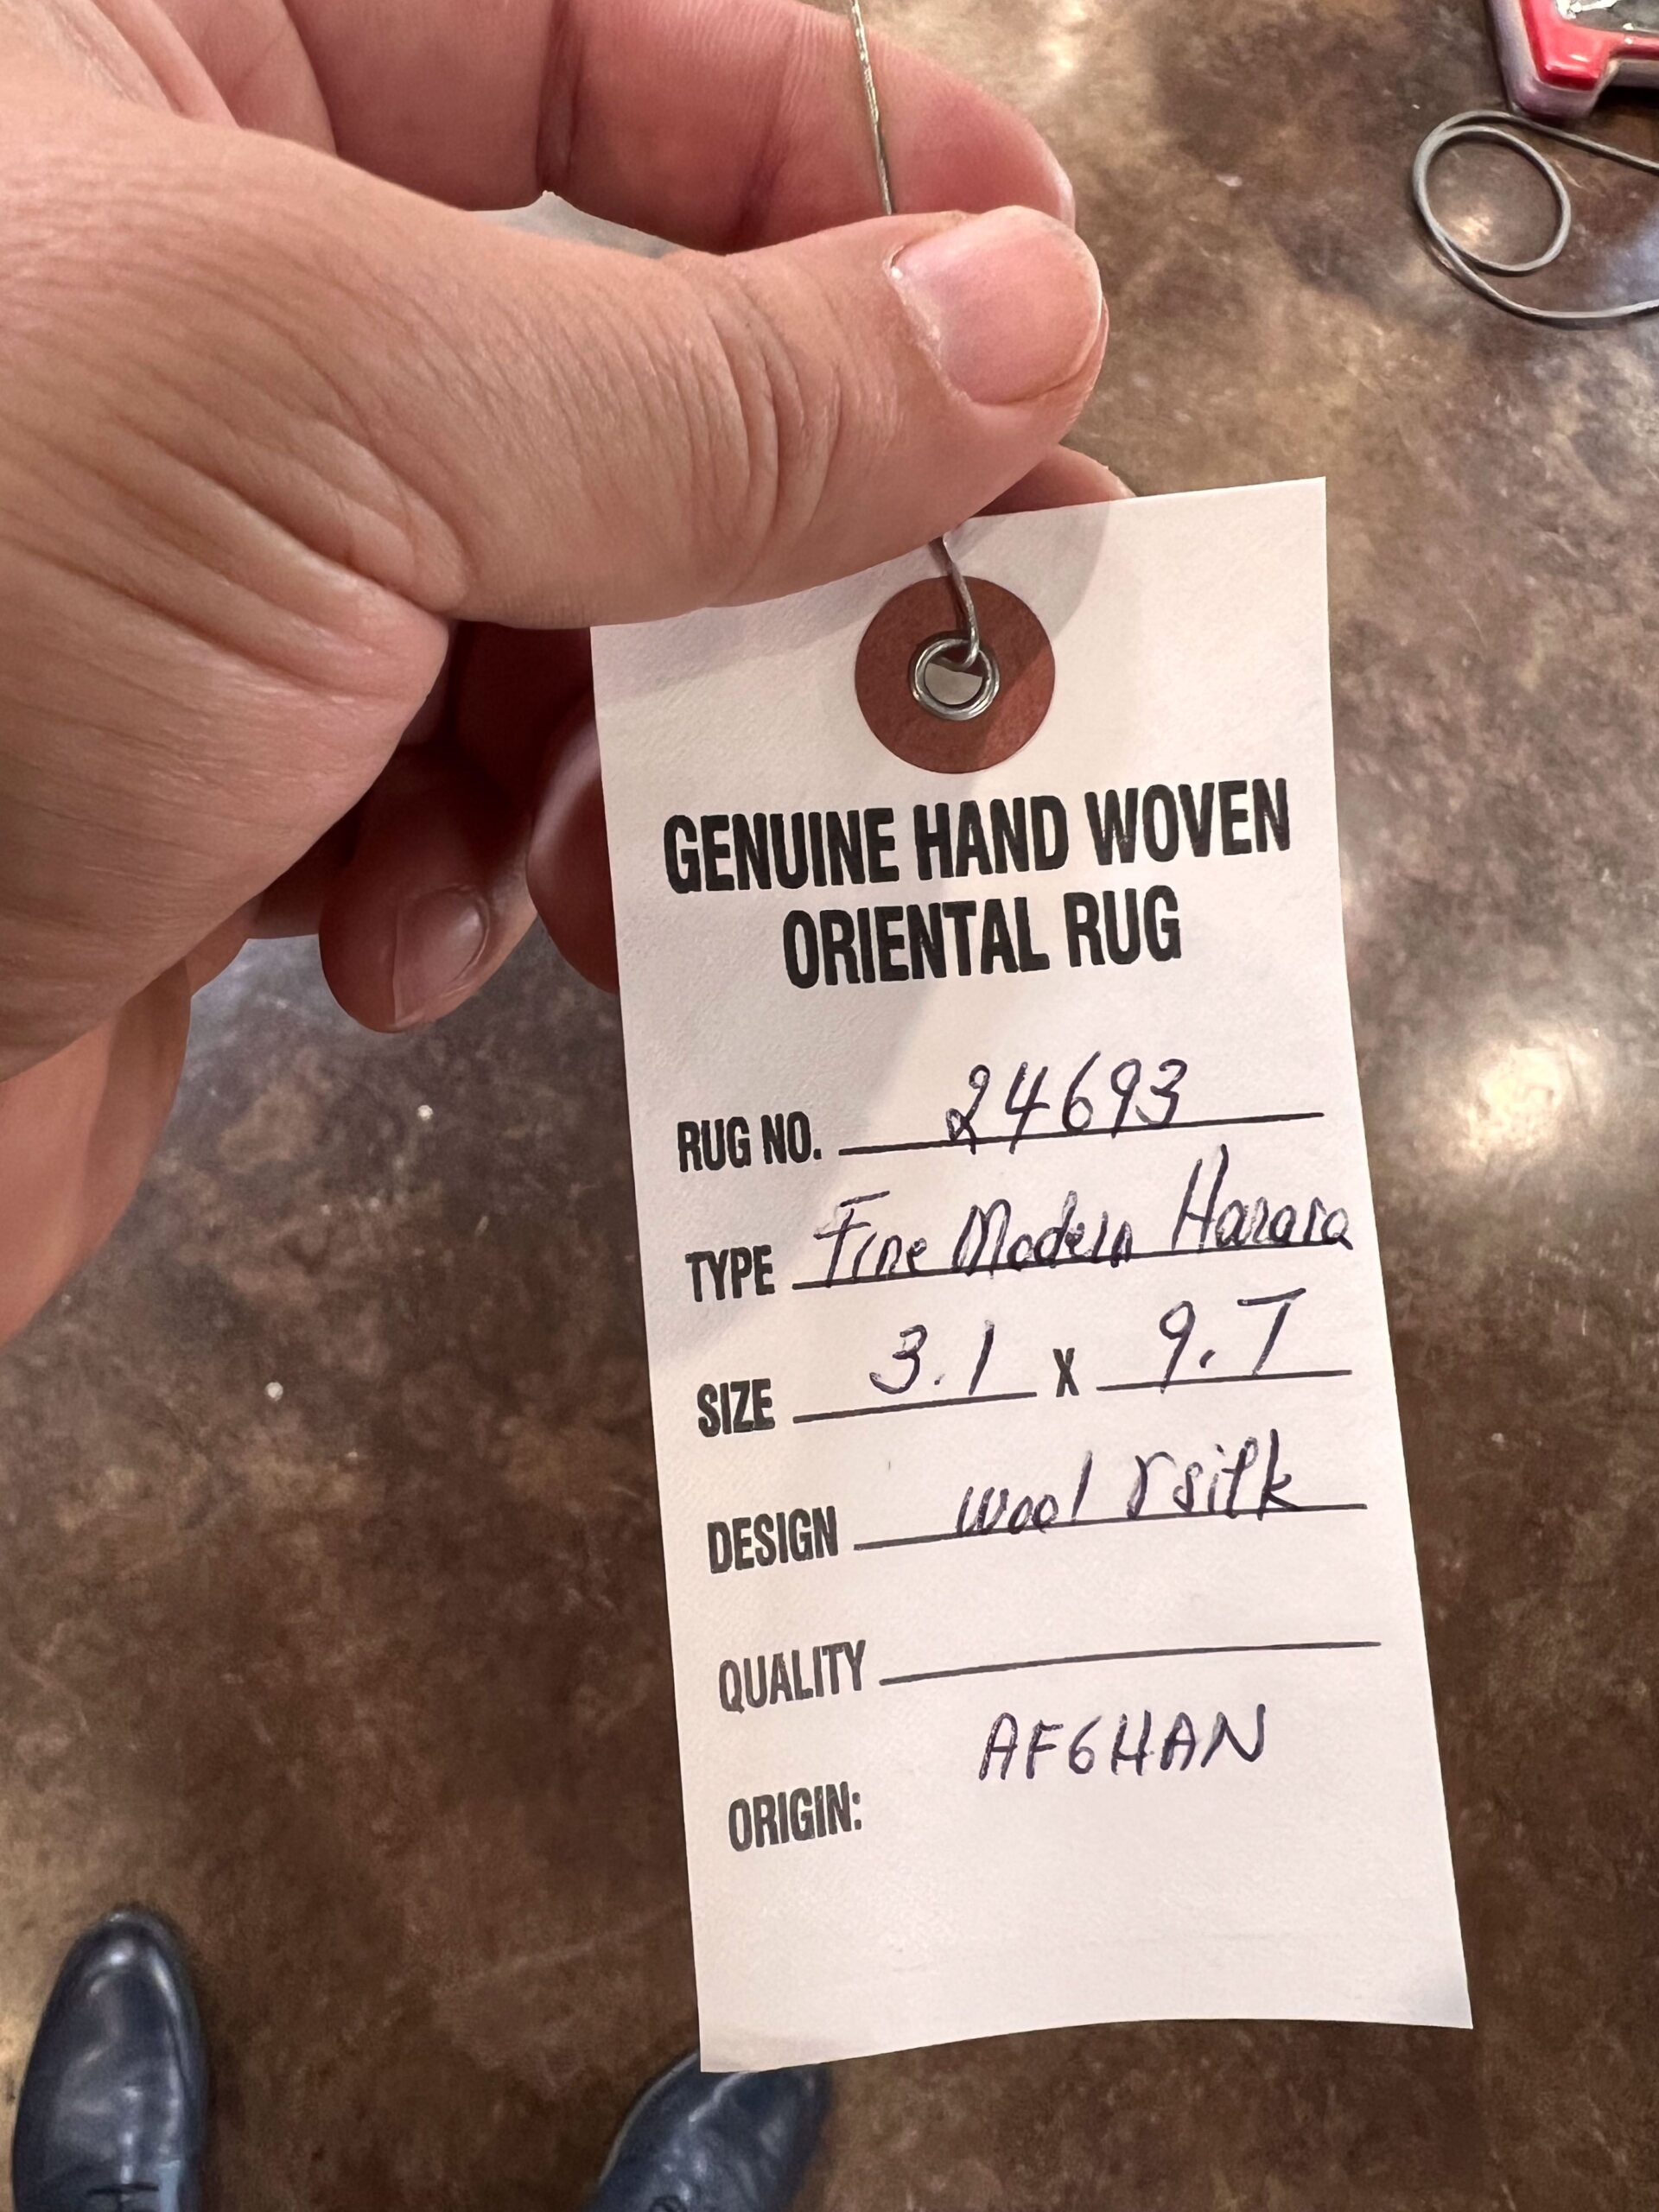 GENUINE HAND WOVEN
ORIENTAL RUG
RUG NO. 24693
TYPE Fine Modern Hazara
SIZE 3.1 X 9.7
DESIGN Wool & silk
QUALITY
ORIGIN: AFGHAN